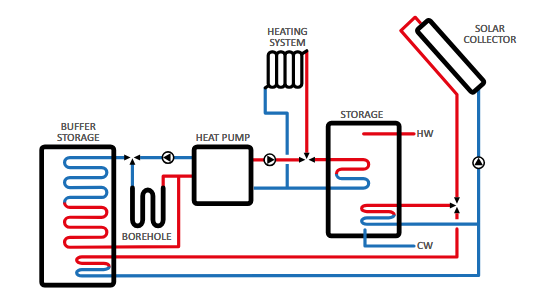 SOLAR
COLLECTOR
HEATING
SYSTEM
STORAGE
BUFFER
STORAGE
HEAT PUMP
HW
BOREHOLE
CW